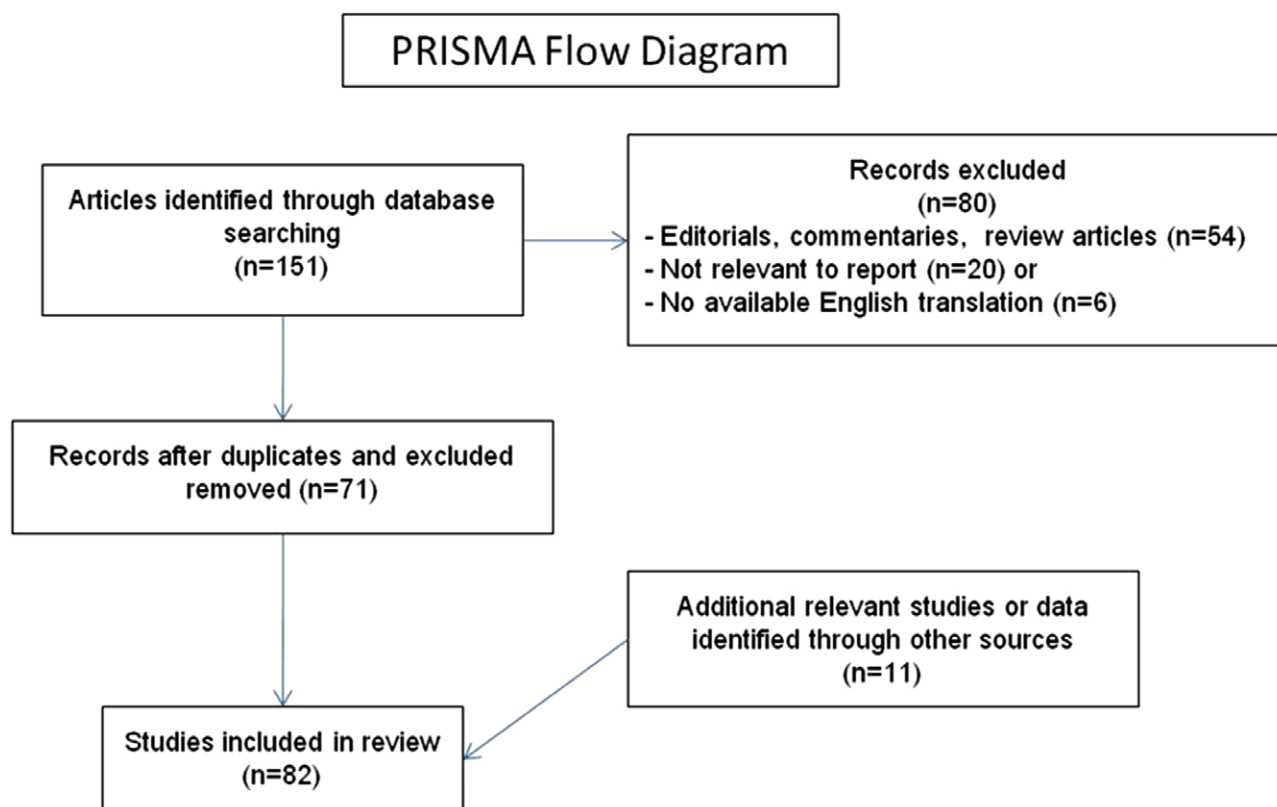 PRISMA Flow Diagram
Articles identified through database
searching
(n=151)
Records excluded
(n=80)
- Editorials, commentaries, review articles (n=54)
- Not relevant to report (n=20) or
- No available English translation (n=6)
Records after duplicates and excluded
removed (n=71)
Additional relevant studies or data
identified through other sources
(n=11)
Studies included in review
(n=82)